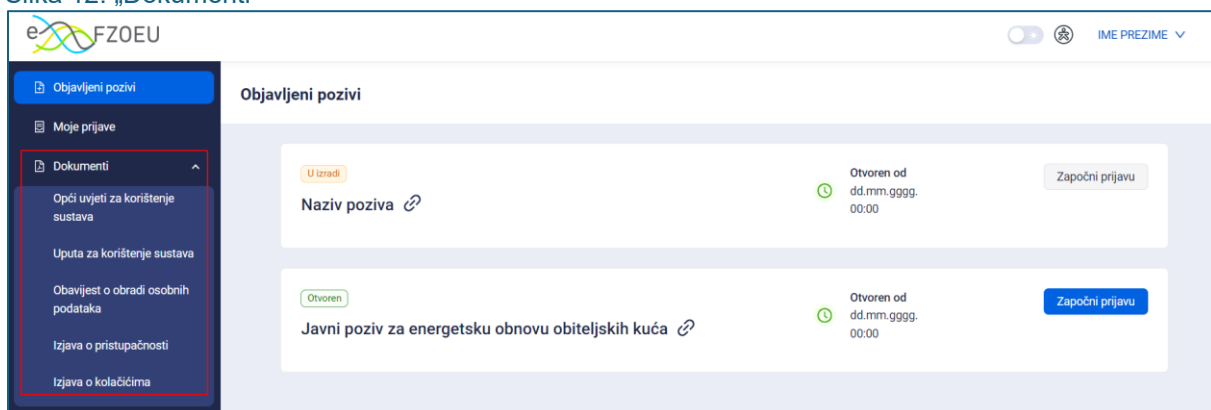 Slika 42. „Dokumenti“
eFZOEU
IME PREZIME
Objavljeni pozivi
Moje prijave
Dokumenti
Opći uvjeti za korištenje
sustava
Uputa za korištenje sustava
Obavijest o obradi osobnih
podataka
Izjava o pristupačnosti
Izjava o kolačićima
Objavljeni pozivi
U izradi
Naziv poziva
Otvoren od
dd.mm.gggg.
00:00
Započni prijavu
Otvoren
Javni poziv za energetsku obnovu obiteljskih kuća
Otvoren od
dd.mm.gggg.
00:00
Započni prijavu